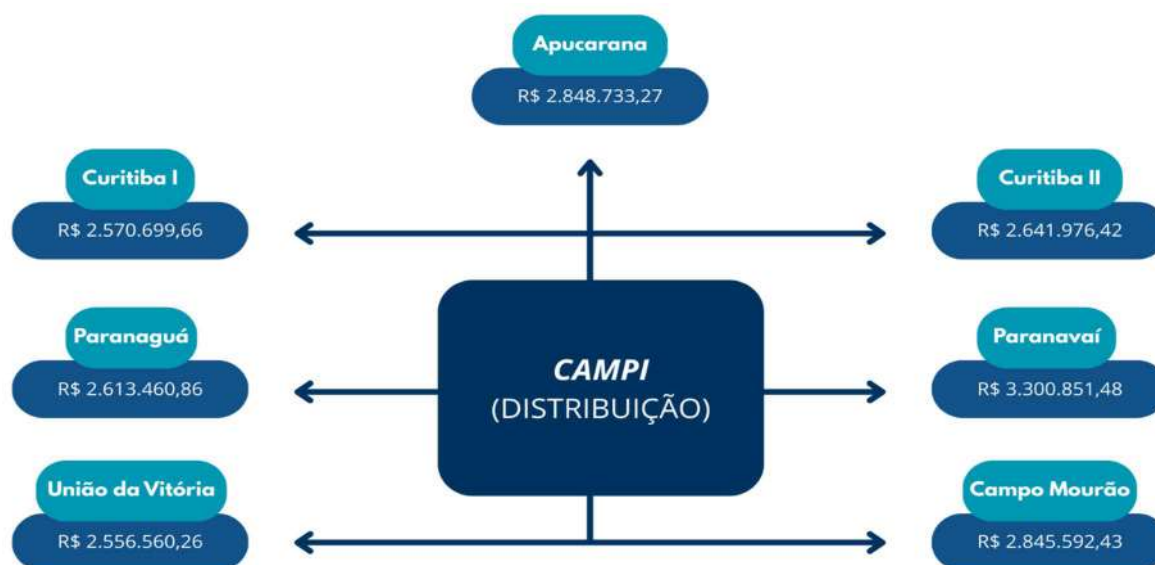 Apucarana
R$ 2.848.733,27
Curitiba I
R$ 2.570.699,66
Curitiba II
R$ 2.641.976,42
Paranaguá
R$ 2.613.460,86
CAMPI
(DISTRIBUIÇÃO)
Paranavaí
R$ 3.300.851,48
União da Vitória
R$ 2.556.560,26
Campo Mourão
R$ 2.845.592,43